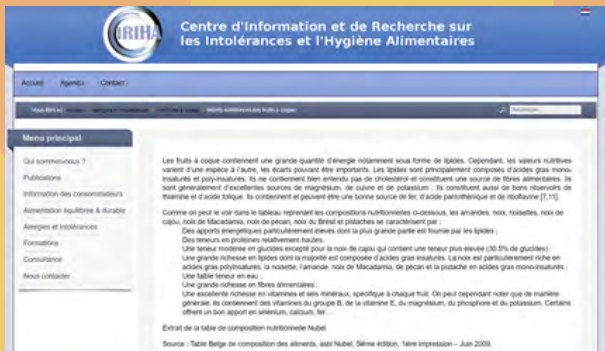 CIRIHA
Centre d'Information et de Recherche sur
les Intolérances et l'Hygiène Alimentaires
Accueil Agenda Contact
Menu principal
Qui sommes-nous ?
Publications
Information des consommateurs
Alimentation équilibrée & durable
Allergies et intolérances
Formations
Consultance
Nous contacter
Les fruits à coque contiennent une grande quantité d'énergie notamment sous forme de lipides. Cependant, les valeurs nutritives
varient d'une espèce à l'autre, les écarts pouvant être importants. Les lipides sont principalement composés d'acides gras mono-
insaturés et poly-insaturés. Ils ne contiennent bien entendu pas de cholestérol et constituent une source de fibres alimentaires. Ils
sont généralement d'excellentes sources de magnésium, de cuivre et de potassium ; Ils constituent aussi de bons réservoirs de
thiamine et d'acide folique. Ils contiennent et peuvent être une bonne source de fer, d'acide pantothénique et de riboflavine [7,11].
Comme on peut le voir dans le tableau reprenant les compositions nutritionnelles ci-dessous, les amandes, noix, noisettes, noix de
cajou, noix de Macadamia, noix de pécan, noix du Brésil et pistaches se caractérisent par :
Des apports énergétiques particulièrement élevés dont la plus grande partie est fournie par les lipides ;
Des teneurs en protéines relativement hautes;
Une teneur modérée en glucides excepté pour la noix de cajou qui contient une teneur plus élevée (30.5% de glucides) ;
Une grande richesse en lipides dont la majorité est composée d'acides gras insaturés. La noix est particulièrement riche en
acides gras polyinsaturés, la noisette, l'amande, noix de Macadamia, de pécan et la pistache en acides gras mono-insaturés ;
Une faible teneur en eau ;
Une grande richesse en fibres alimentaires ;
Une excellente richesse en vitamines et sels minéraux, spécifique à chaque fruit. On peut cependant noter que de manière
générale, ils contiennent des vitamines du groupe B, de la vitamine E, du magnésium, du phosphore et du potassium. Certains
offrent un bon apport en sélénium, calcium, fer...
Extrait de la table de composition nutritionnelle Nubel
Source : Table Belge de composition des aliments, asbl Nubel, 5ème édition, 1ère impression – Juin 2009.